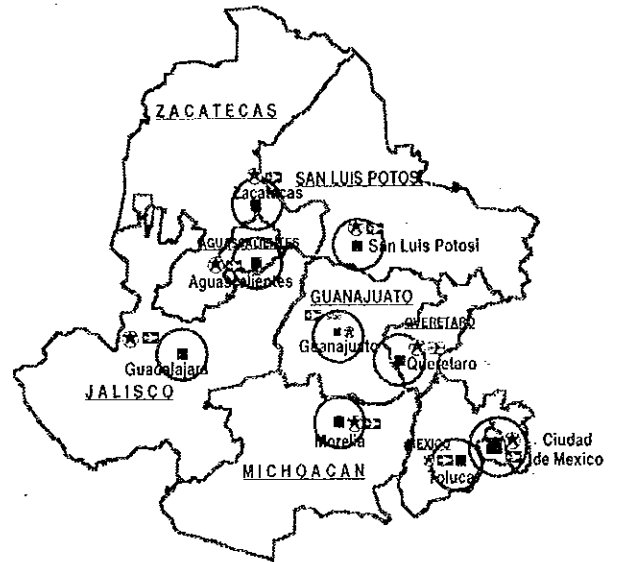 ZACATECAS
SAN LUIS POTOSI
Zacatecas
San Luis Potosi
AGUASCALIENTES
Aguascalientes
GUANAJUATO
QUERETARO
Guanajuato
Queretaro
Guadalajara
JALISCO
Morelia
MEXICO
Ciudad
de Mexico
Toluca
MICHOACAN